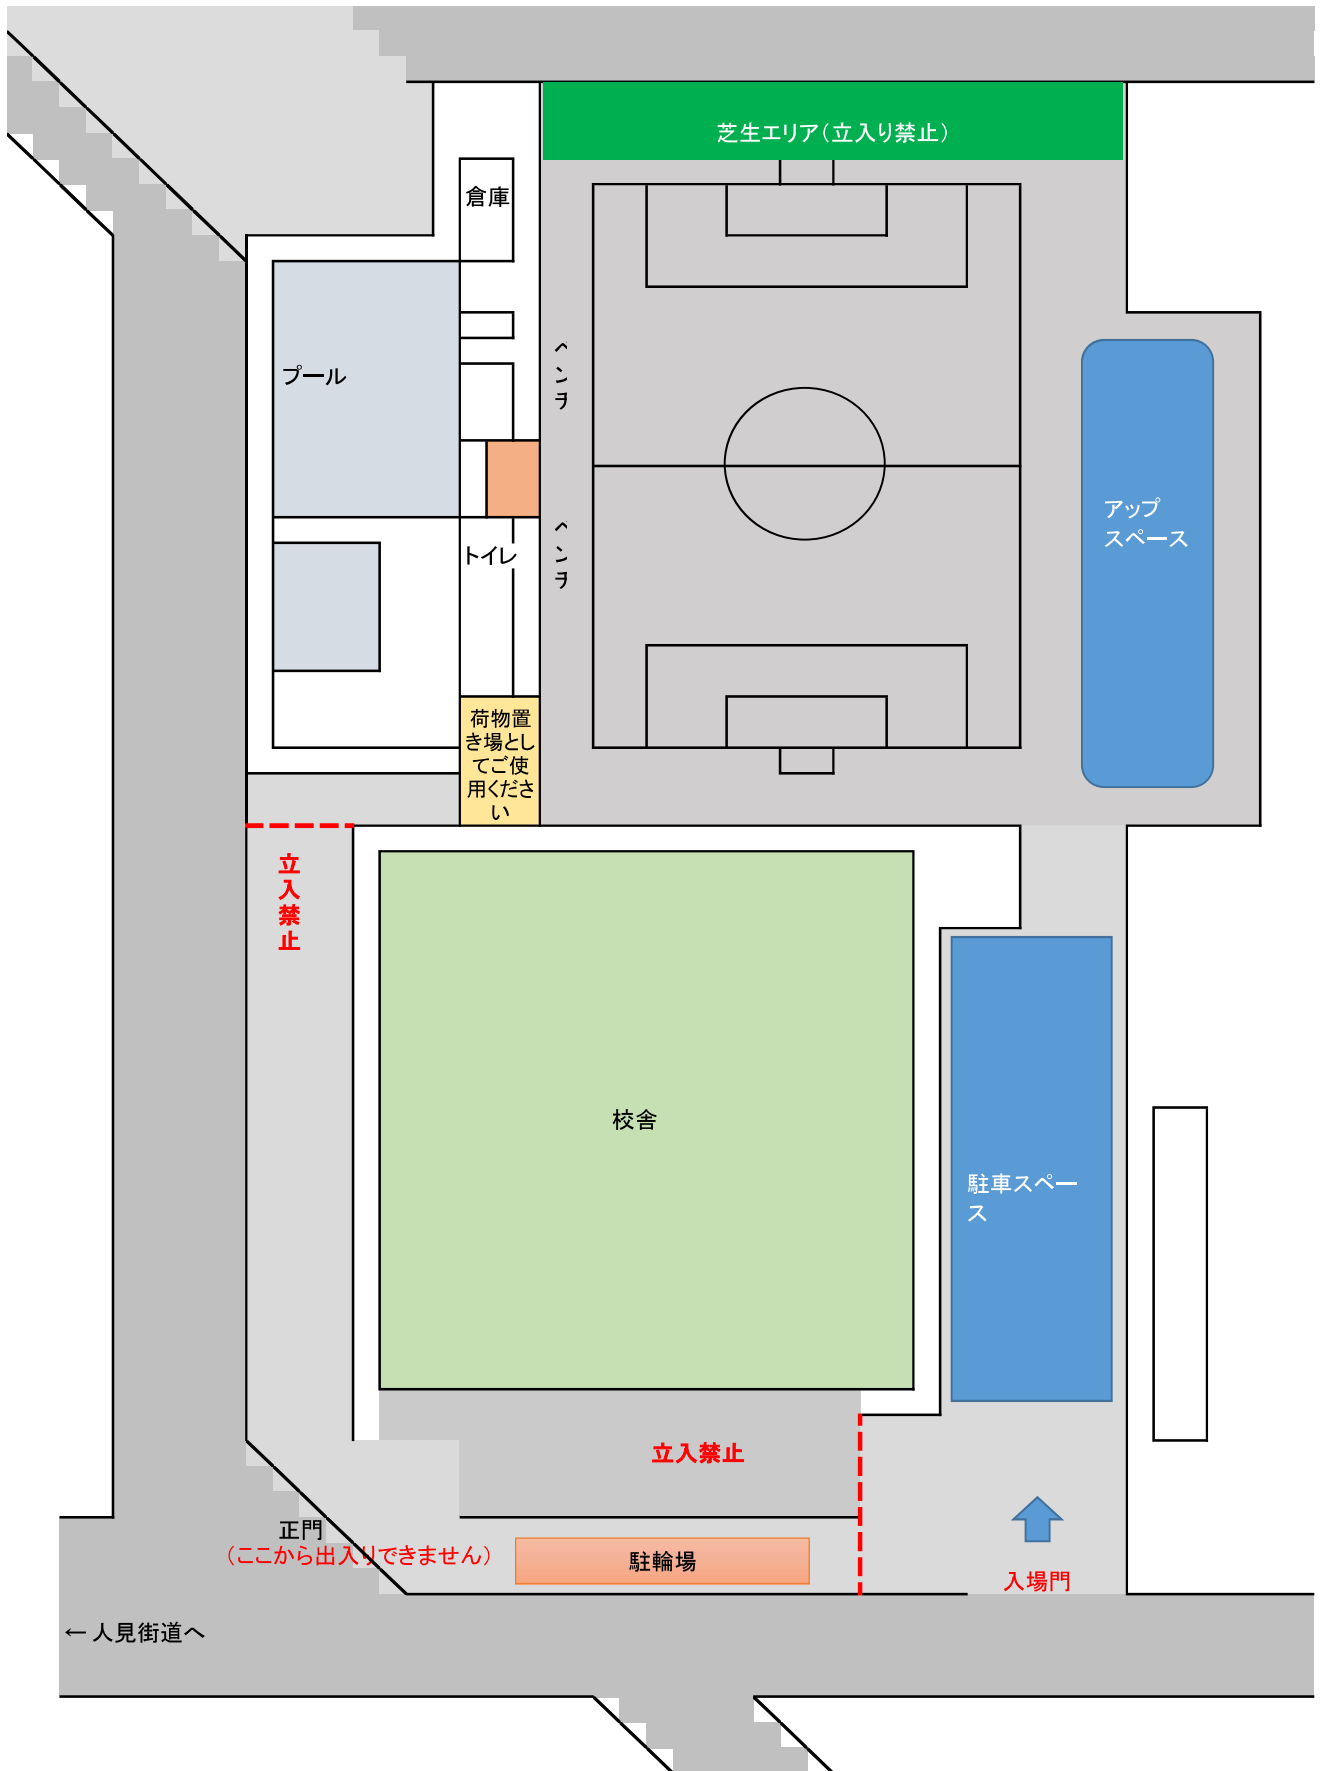 芝生エリア（立入り禁止）
倉庫
プール
ベンチ
アップ
スペース
ベンチ
トイレ
荷物置
き場とし
てご使
用くださ
い
立入禁止
校舎
駐車スペー
ス
立入禁止
正門
（ここから出入りできません）
駐輪場
入場門
← 人見街道へ